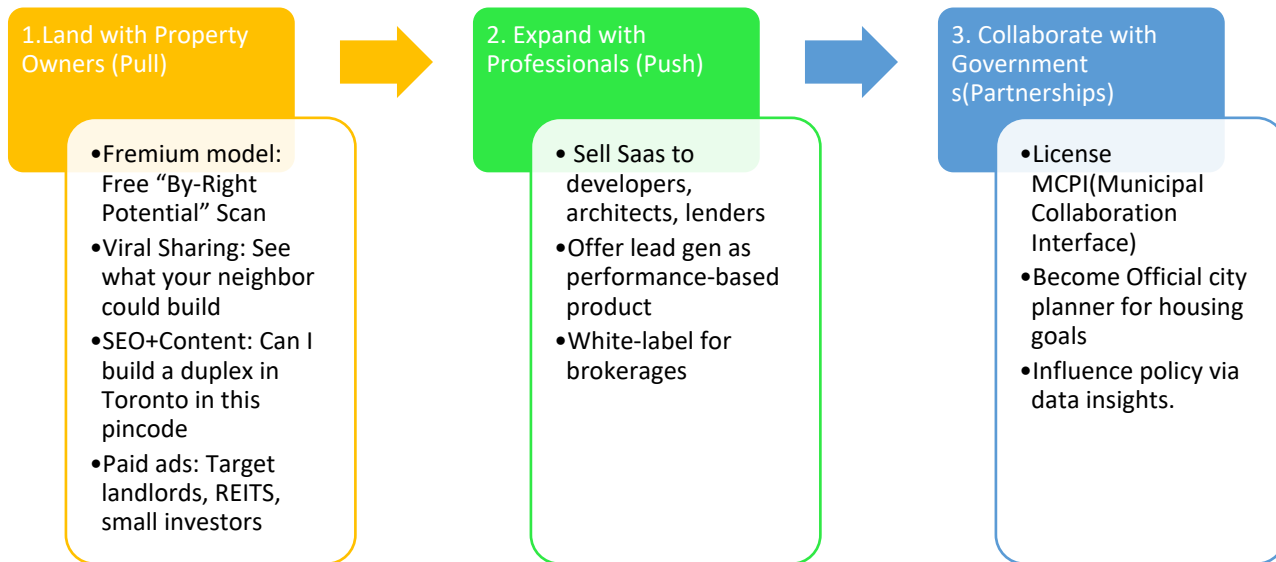 1.Land with Property
Owners (Pull)
•Fremium model:
Free “By-Right
Potential” Scan
•Viral Sharing: See
what your neighbor
could build
•SEO+Content: Can I
build a duplex in
Toronto in this
pincode
•Paid ads: Target
landlords, REITS,
small investors
2. Expand with
Professionals (Push)
• Sell Saas to
developers,
architects, lenders
•Offer lead gen as
performance-based
product
•White-label for
brokerages
3. Collaborate with
Government
s(Partnerships)
•License
MCPI(Municipal
Collaboration
Interface)
•Become Official city
planner for housing
goals
•Influence policy via
data insights.